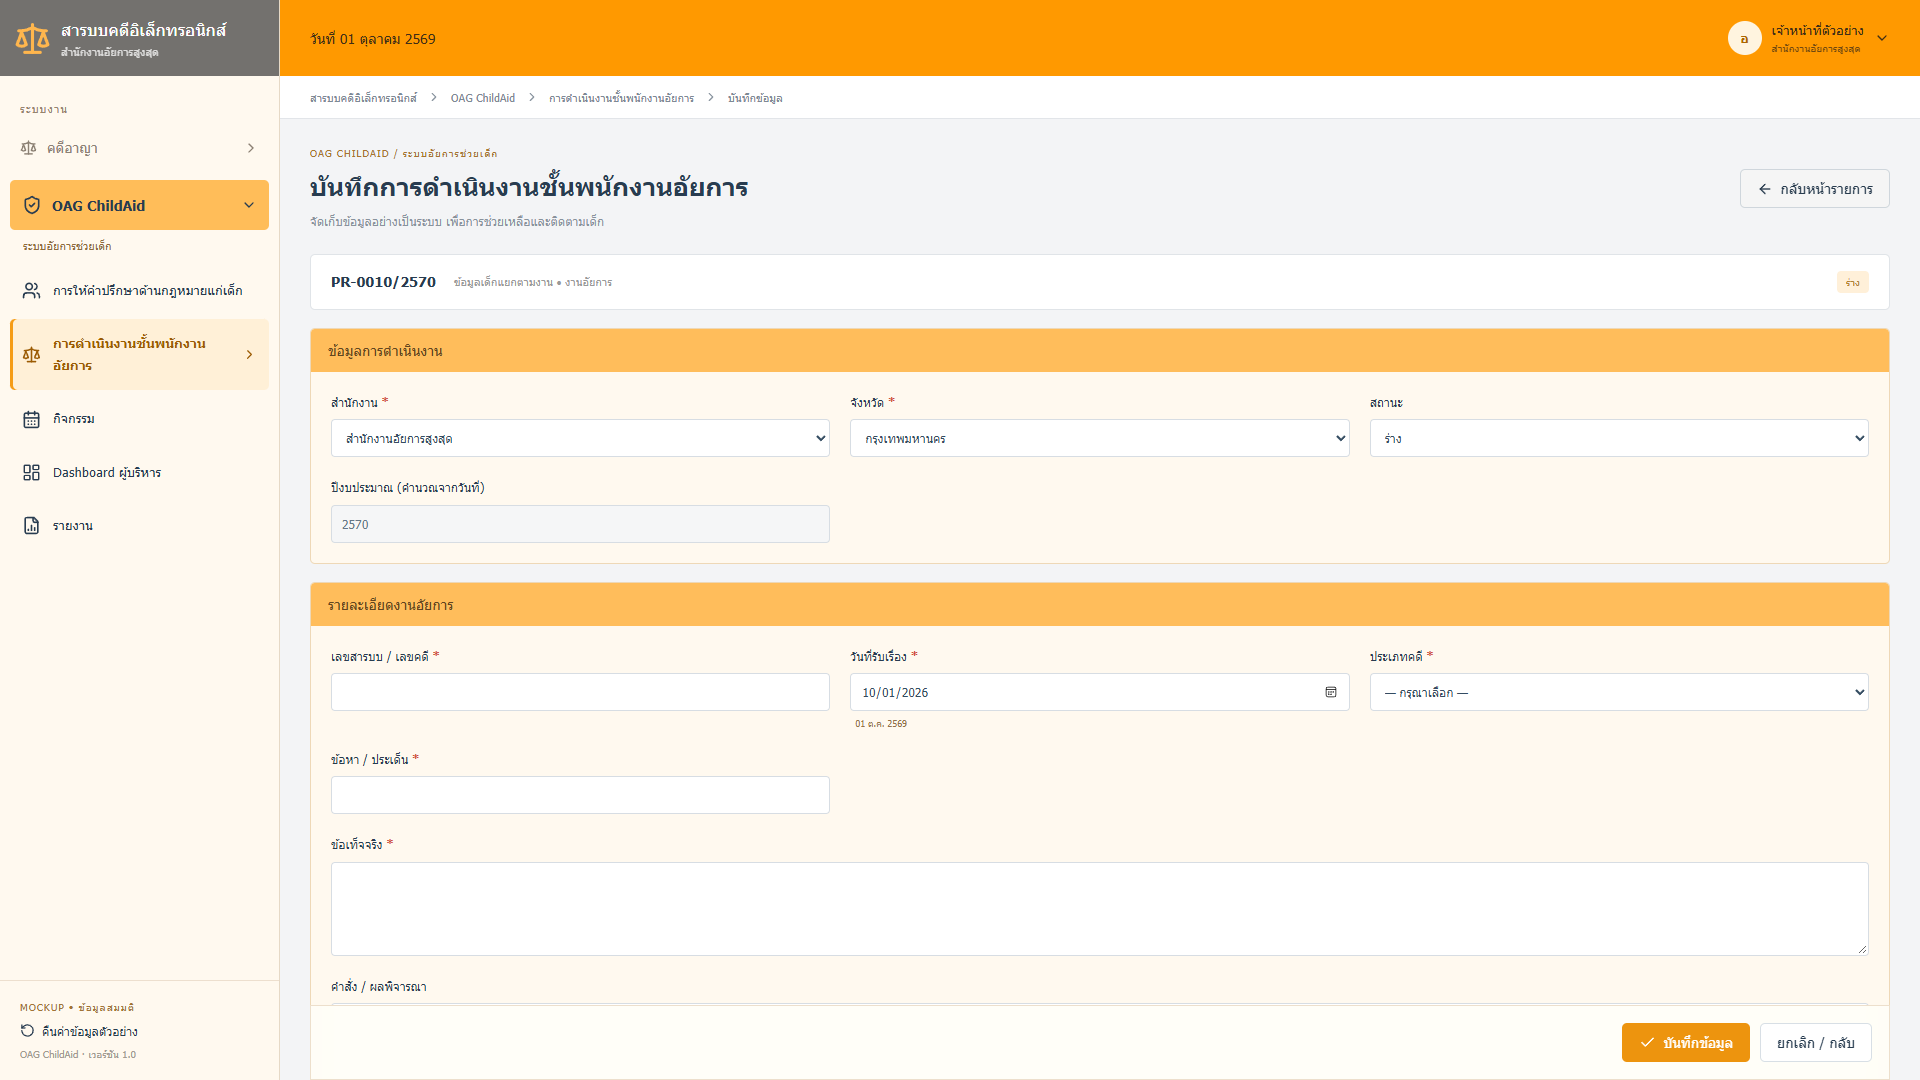 สารบบคดีอิเล็กทรอนิกส์
สำนักงานอัยการสูงสุด
วันที่ 01 ตุลาคม 2569
อ
เจ้าหน้าที่ตัวอย่าง
สำนักงานอัยการสูงสุด
ระบบงาน
คดีอาญา
OAG ChildAid
ระบบอัยการช่วยเด็ก
การให้คำปรึกษาด้านกฎหมายแก่เด็ก
การดำเนินงานชั้นพนักงาน
อัยการ
กิจกรรม
Dashboard ผู้บริหาร
รายงาน
MOCKUP • ข้อมูลสมมติ
คืนค่าข้อมูลตัวอย่าง
OAG ChildAid · เวอร์ชัน 1.0
สารบบคดีอิเล็กทรอนิกส์ > OAG ChildAid > การดำเนินงานชั้นพนักงานอัยการ > บันทึกข้อมูล
OAG CHILDAID / ระบบอัยการช่วยเด็ก
บันทึกการดำเนินงานชั้นพนักงานอัยการ
จัดเก็บข้อมูลอย่างเป็นระบบ เพื่อการช่วยเหลือและติดตามเด็ก
← กลับหน้ารายการ
PR-0010/2570 ข้อมูลเด็กแยกตามงาน • งานอัยการ
ร่าง
ข้อมูลการดำเนินงาน
สำนักงาน * จังหวัด * สถานะ
สำนักงานอัยการสูงสุด กรุงเทพมหานคร ร่าง
ปีงบประมาณ (คำนวณจากวันที่)
2570
รายละเอียดงานอัยการ
เลขสารบบ / เลขคดี * วันที่รับเรื่อง * ประเภทคดี *
10/01/2026 — กรุณาเลือก —
01 ต.ค. 2569
ข้อหา / ประเด็น *
ข้อเท็จจริง *
คำสั่ง / ผลพิจารณา
บันทึกข้อมูล ยกเลิก / กลับ